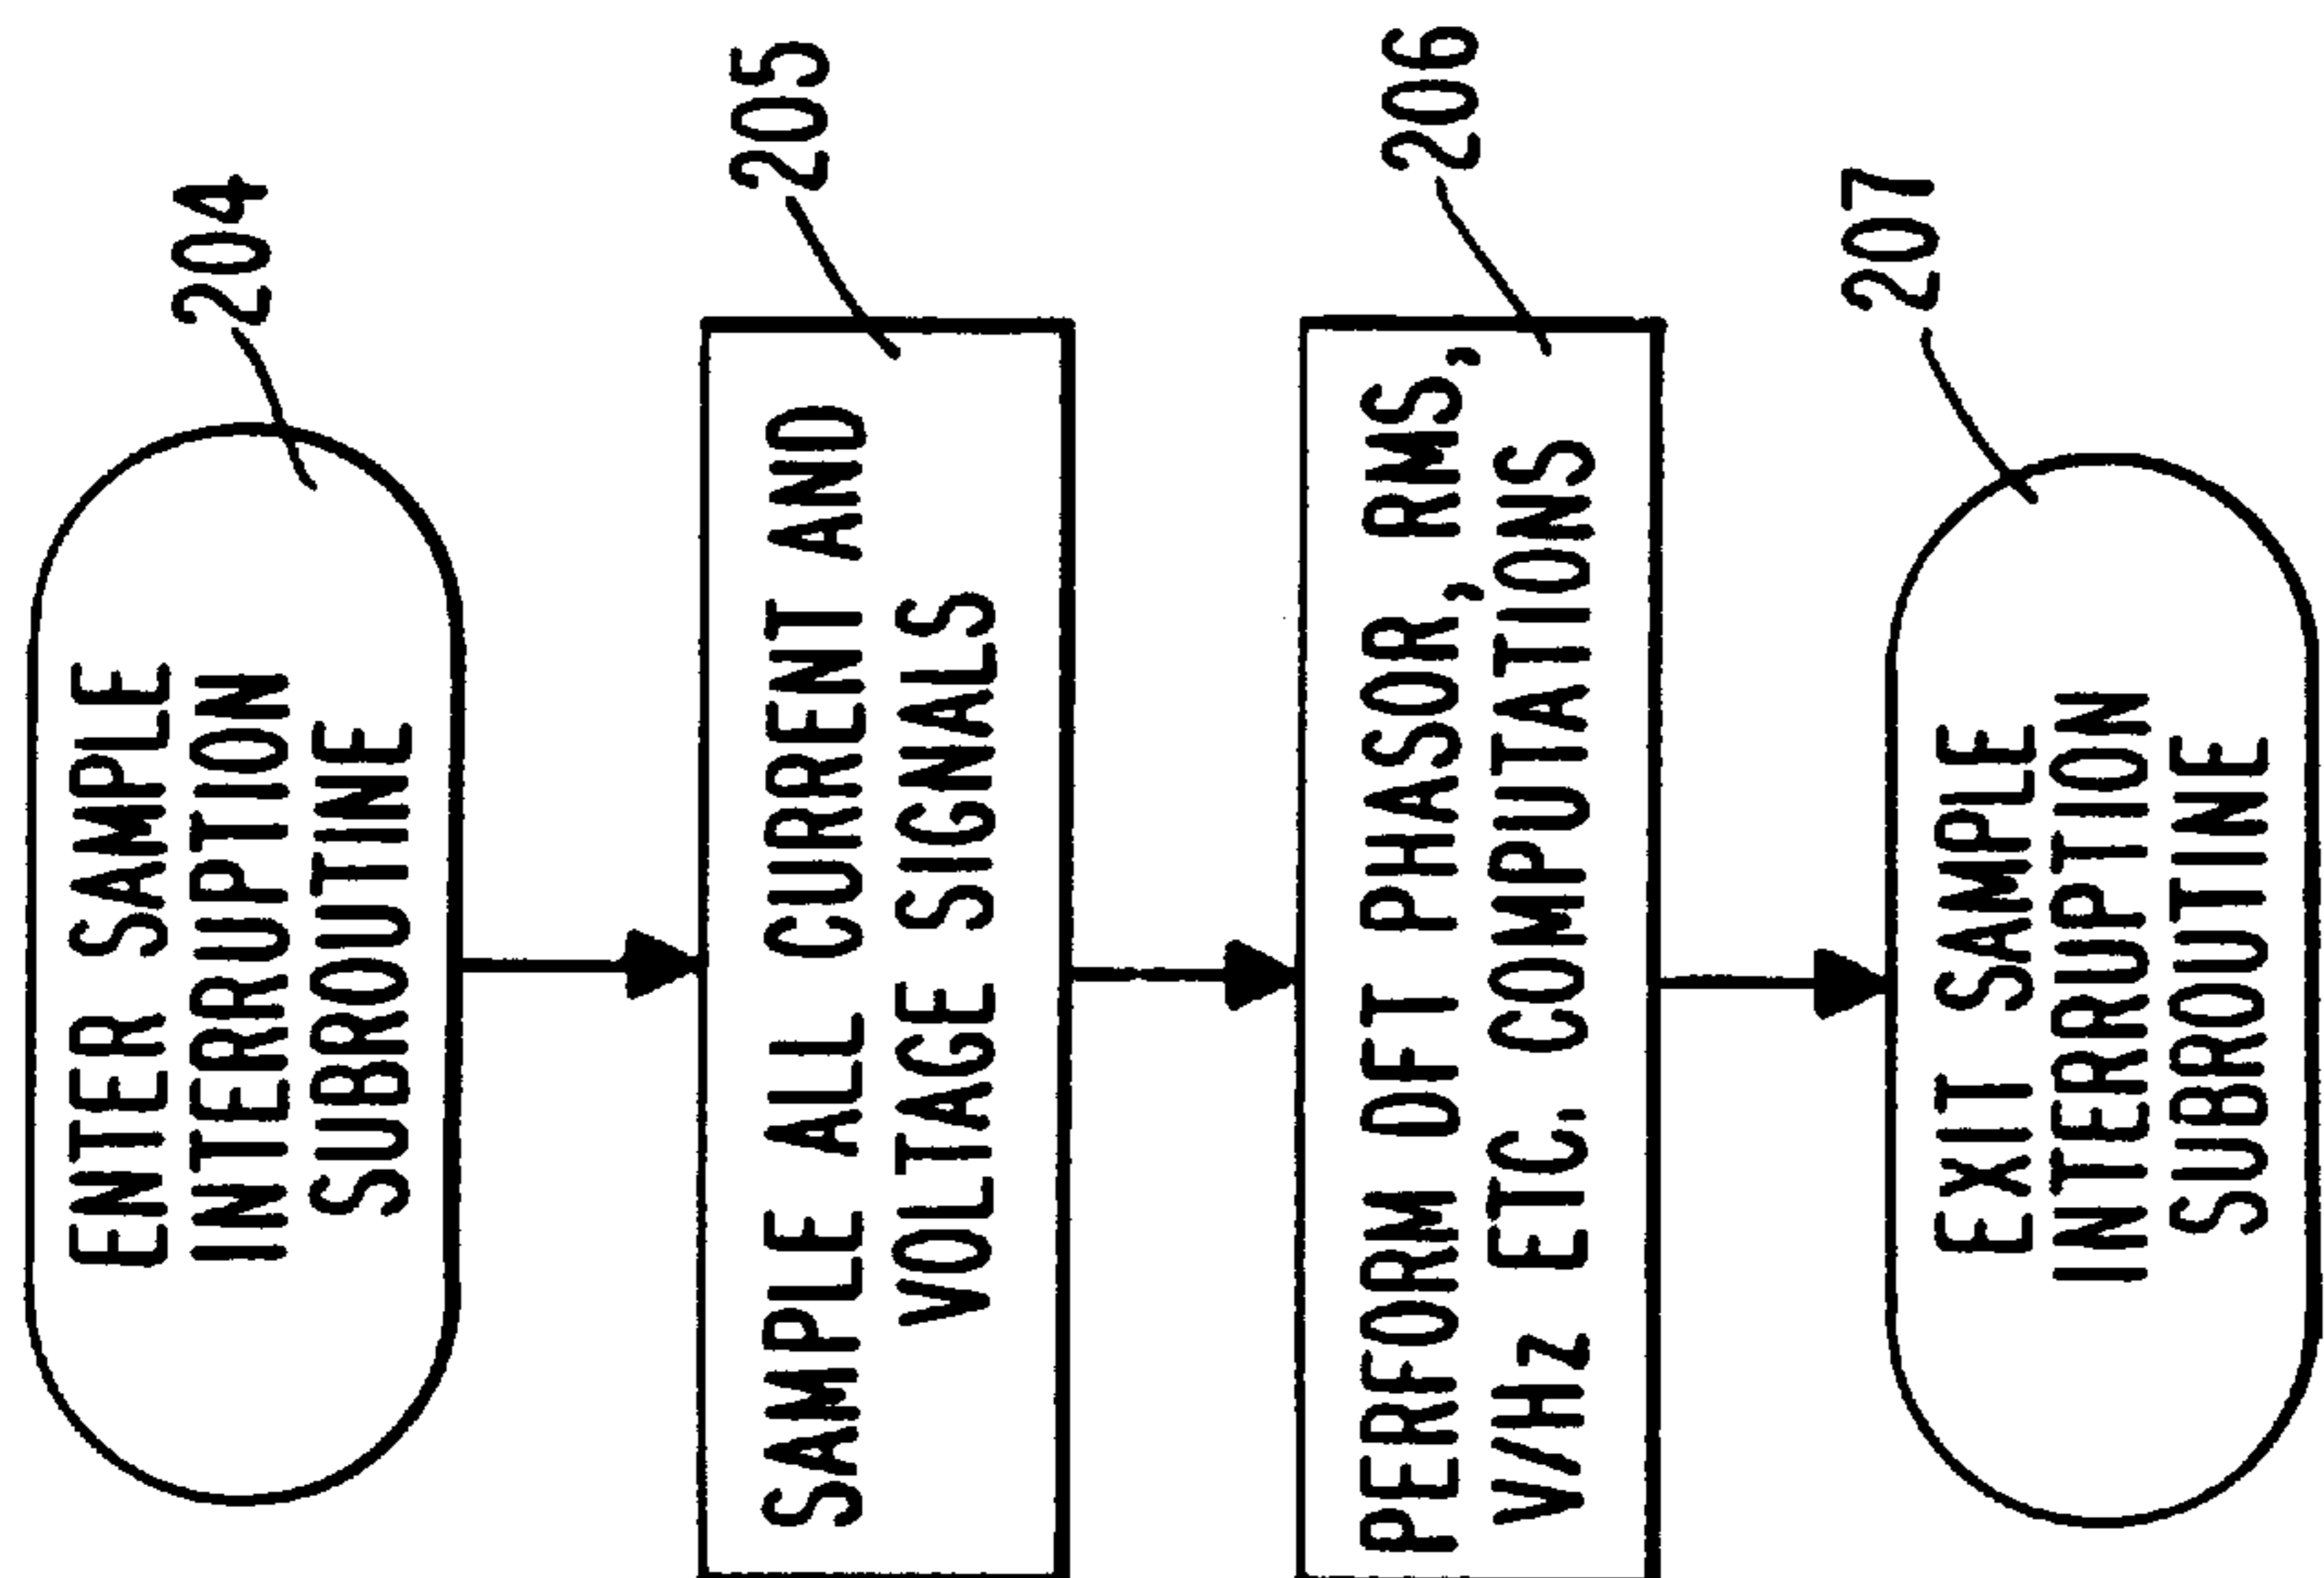 ENTER SAMPLE
INTERRUPTION
SUBROUTINE
204
SAMPLE ALL CURRENT AND
VOLTAGE SIGNALS
205
PERFORM DFT PHASOR, RMS,
V/Hz ETC. COMPUTATIONS
206
EXIT SAMPLE
INTERRUPTION
SUBROUTINE
207